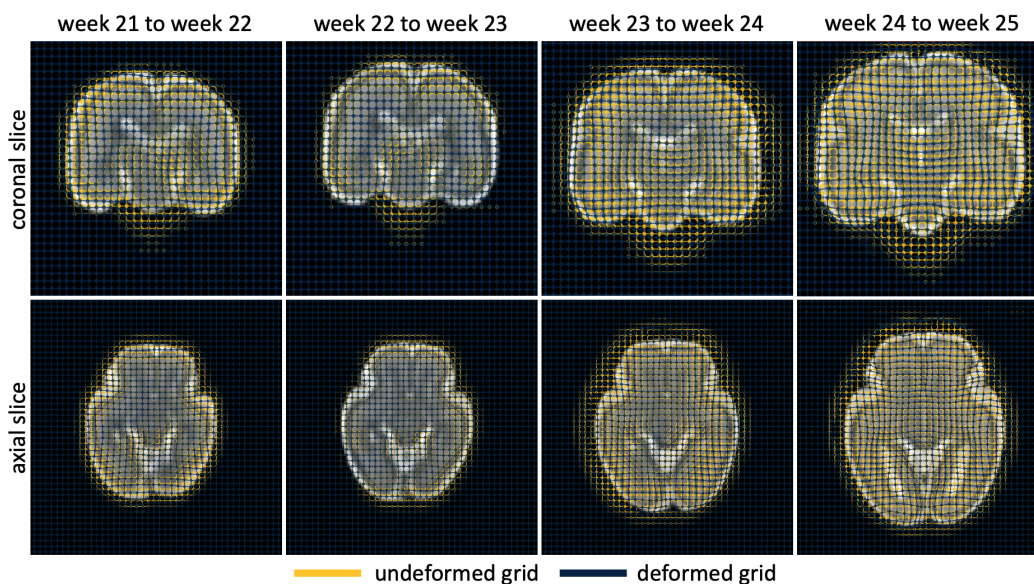 week 21 to week 22
week 22 to week 23
week 23 to week 24
week 24 to week 25
coronal slice
axial slice
undeformed grid
deformed grid